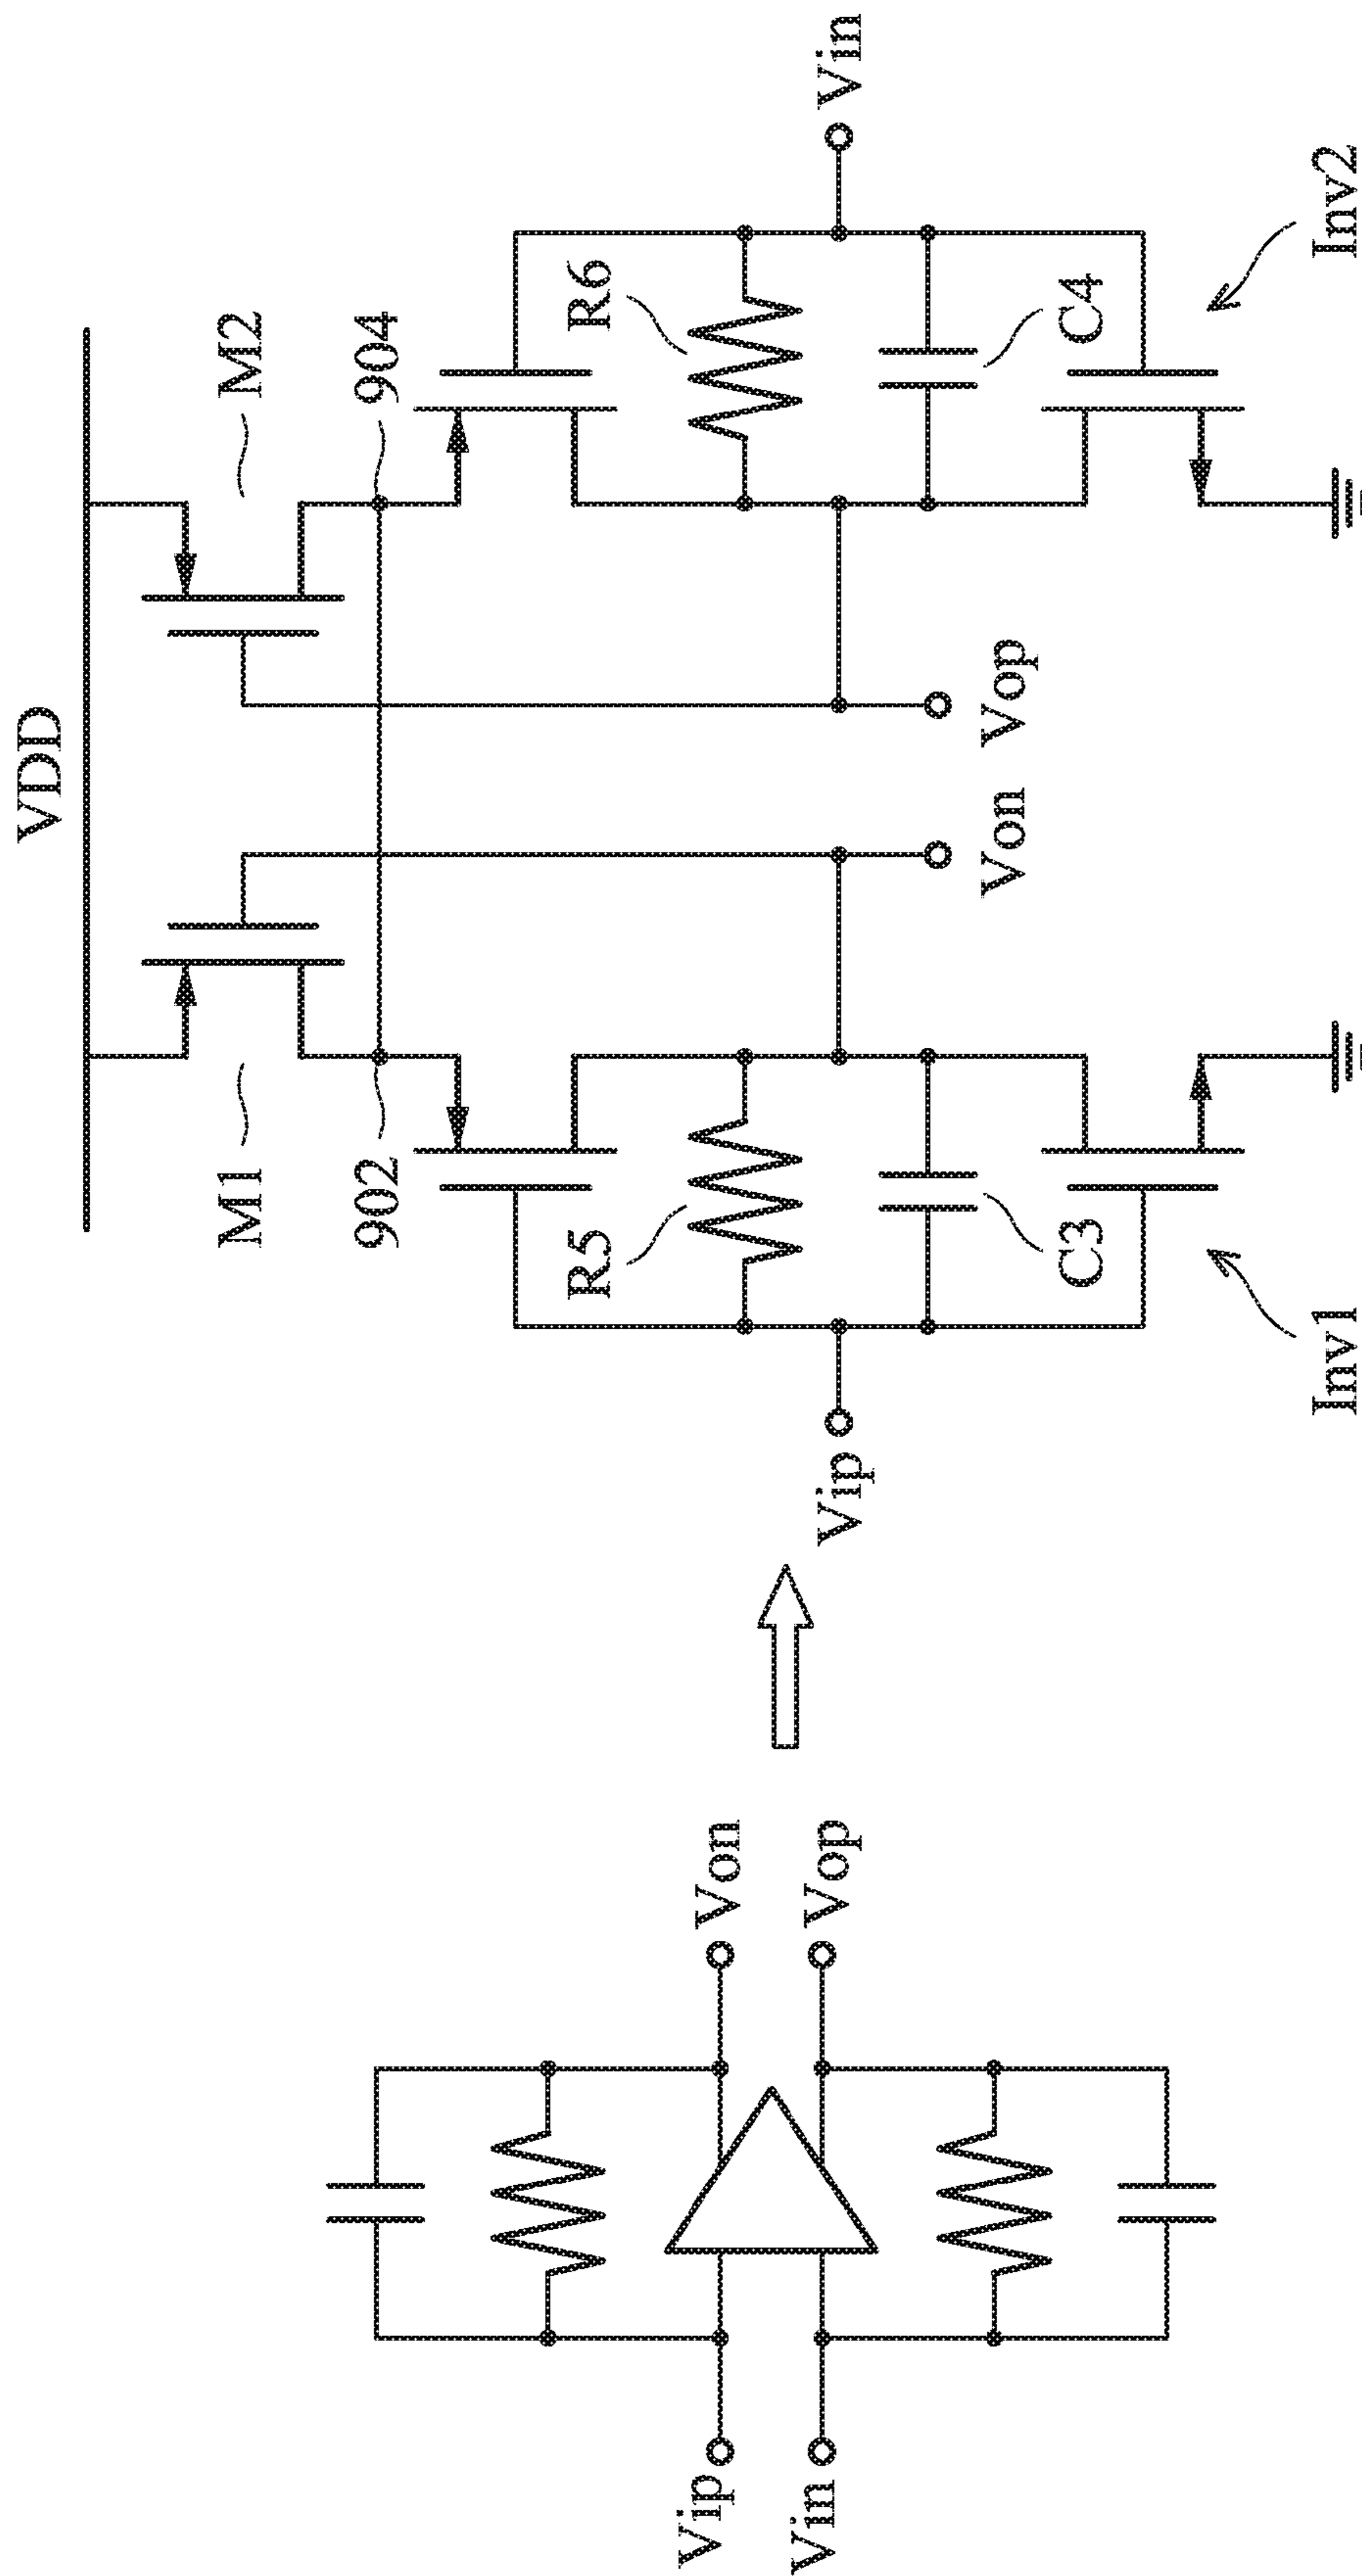 Vip
Vin
Von
Vop
VDD
M1
M2
902
904
R5
R6
Vip
Vin
C3
C4
Von
Vop
Inv1
Inv2